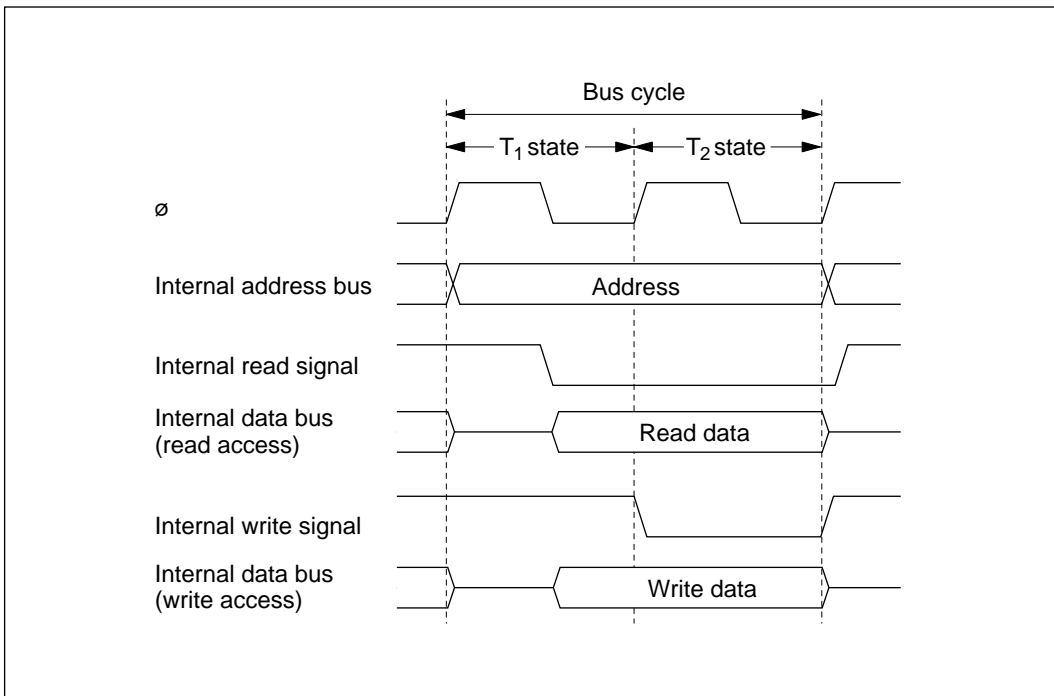 Bus cycle
T₁ state
T₂ state
ø
Internal address bus
Address
Internal read signal
Internal data bus
(read access)
Read data
Internal write signal
Internal data bus
(write access)
Write data